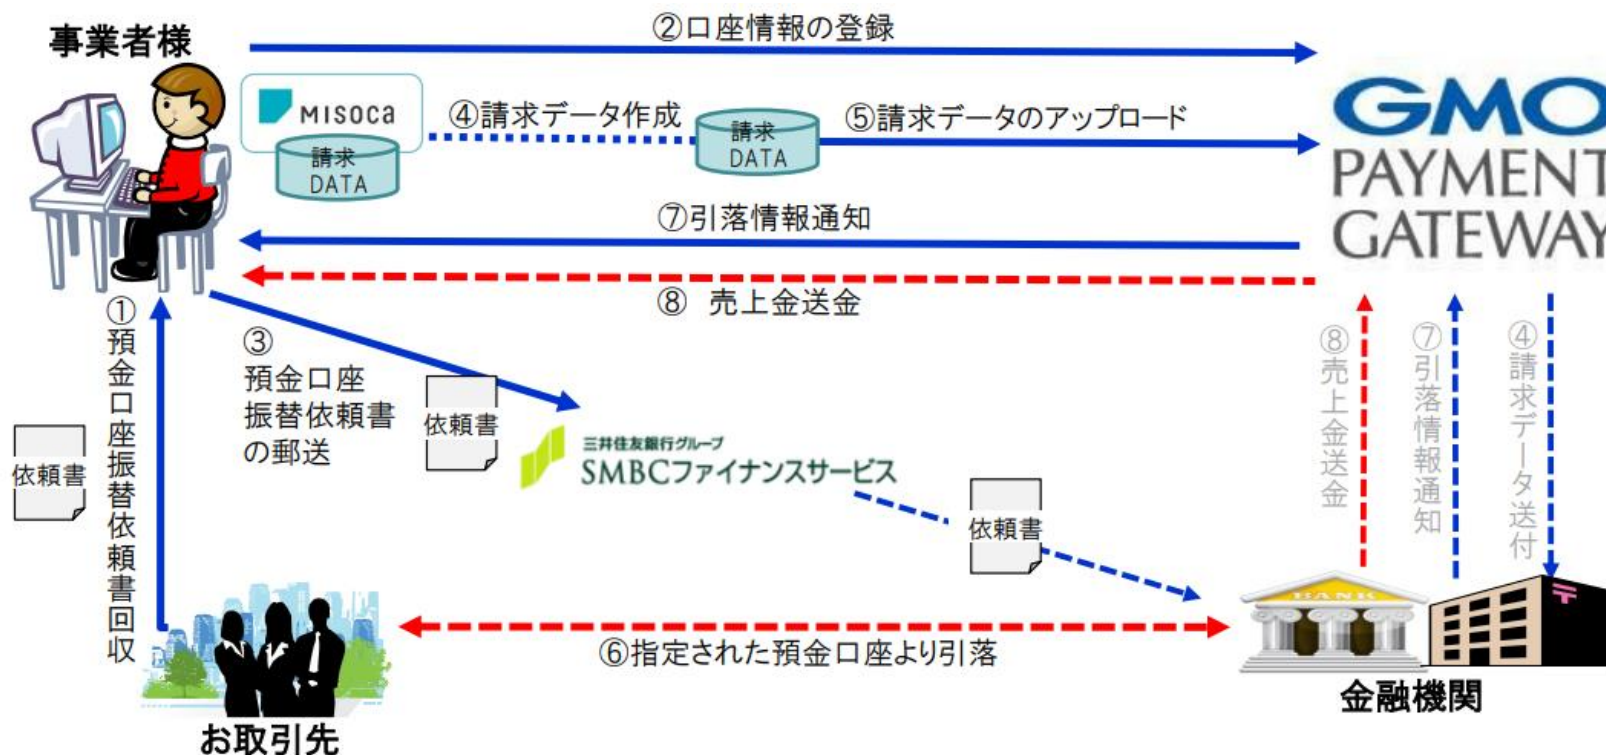 事業者様
②口座情報の登録
MISOCA
請求
DATA
④請求データ作成
請求
DATA
⑤請求データのアップロード
GMO
PAYMENT
GATEWAY
⑦引落情報通知
⑧ 売上金送金
①預金口座振替依頼書回収
依頼書
③
預金口座
振替依頼書
の郵送
依頼書
三井住友銀行グループ
SMBCファイナンスサービス
依頼書
⑧売上金送金
⑦引落情報通知
④請求データ送付
BANK
〒
⑥指定された預金口座より引落
お取引先
金融機関